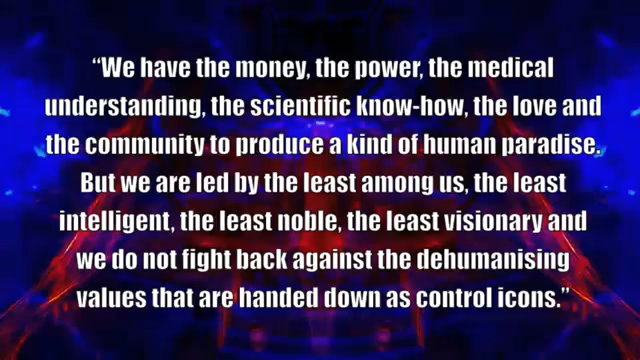 “We have the money, the power, the medical
understanding, the scientific know-how, the love and
the community to produce a kind of human paradise.
But we are led by the least among us, the least
intelligent, the least noble, the least visionary and
we do not fight back against the dehumanising
values that are handed down as control icons.”